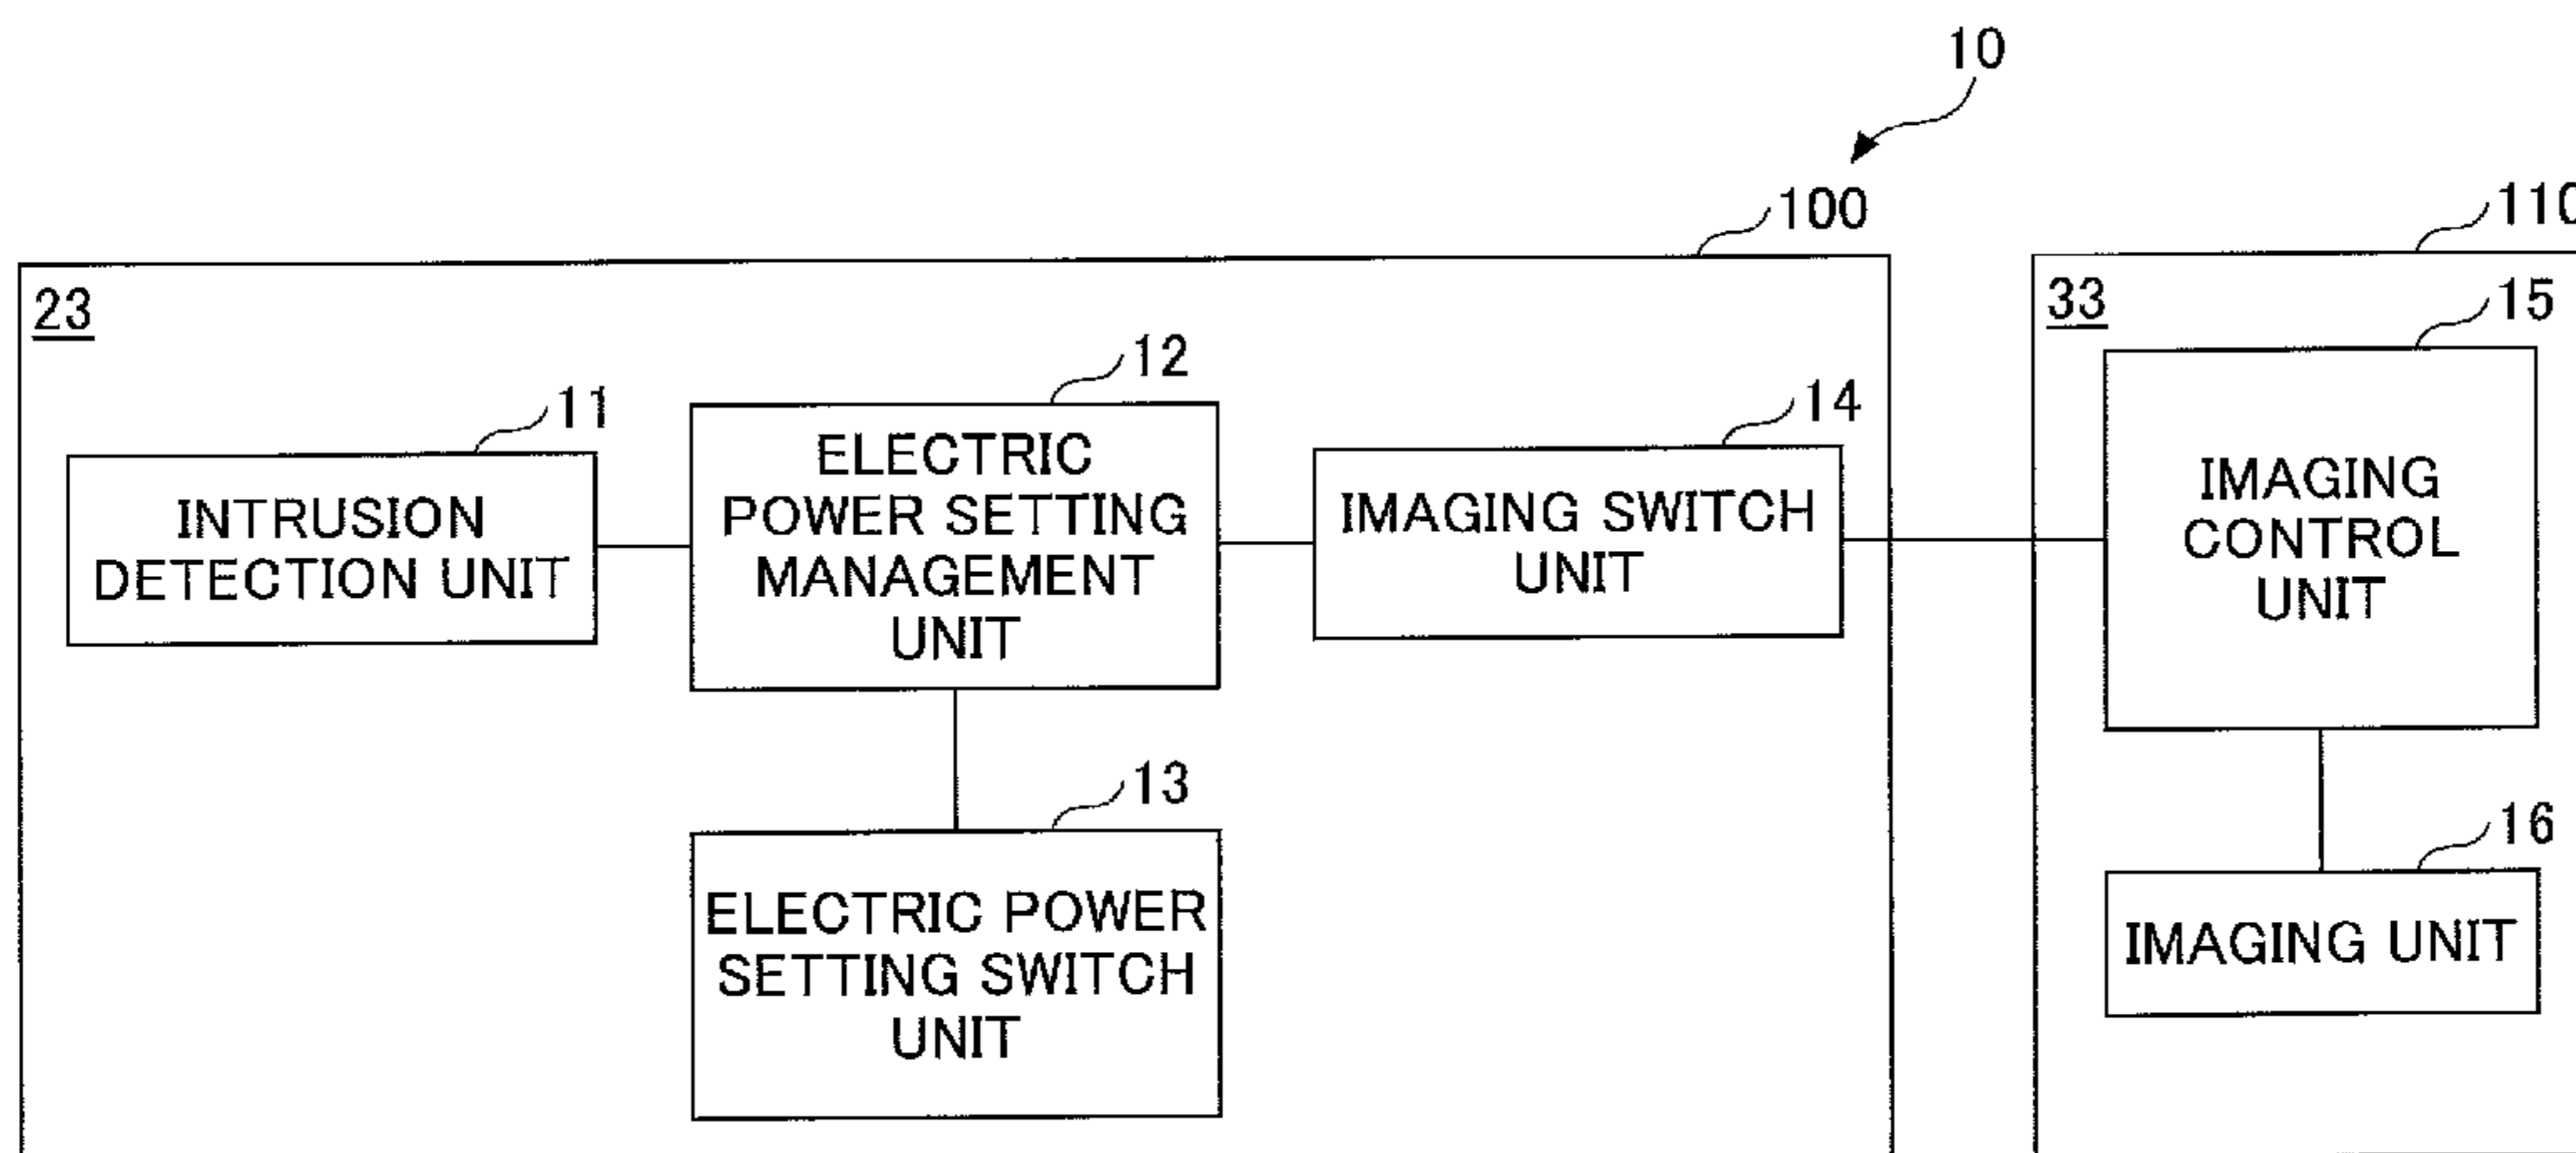 10
100
110
23
33
15
12
11
14
ELECTRIC
POWER SETTING
MANAGEMENT
UNIT
INTRUSION
DETECTION UNIT
IMAGING SWITCH
UNIT
IMAGING
CONTROL
UNIT
13
16
ELECTRIC POWER
SETTING SWITCH
UNIT
IMAGING UNIT